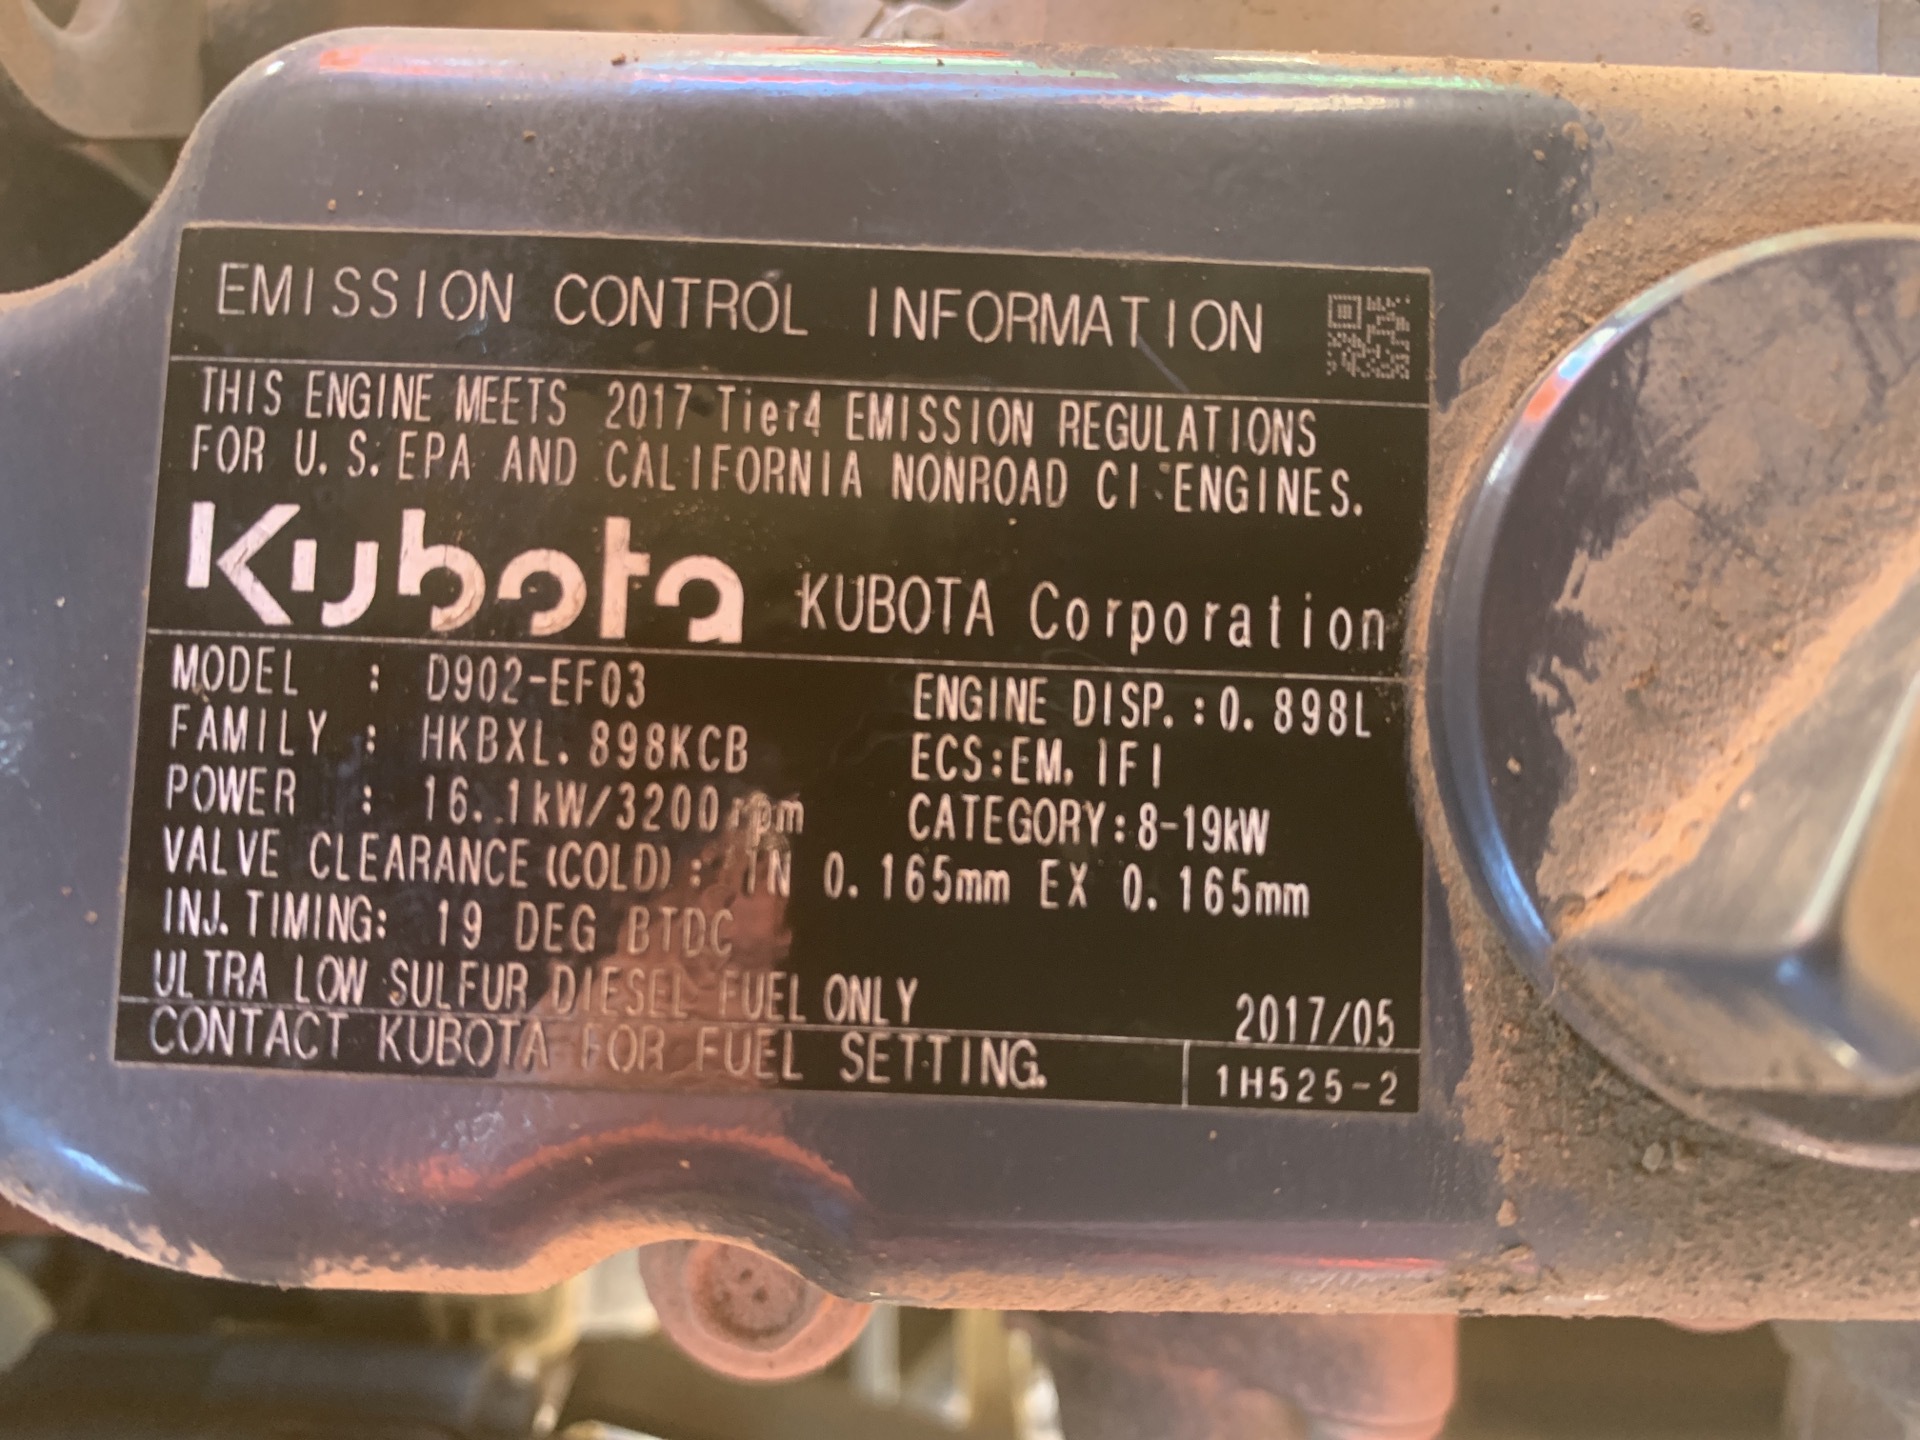 EMISSION CONTROL INFORMATION
THIS ENGINE MEETS 2017 Tier4 EMISSION REGULATIONS
FOR U.S.EPA AND CALIFORNIA NONROAD CI ENGINES.
Kubota KUBOTA Corporation
MODEL : D902-EF03 ENGINE DISP.:0.898L
FAMILY : HKBXL.898KCB ECS:EM, IFI
POWER : 16.1kW/3200rpm CATEGORY:8-19kW
VALVE CLEARANCE(COLD): IN 0.165mm EX 0.165mm
INJ.TIMING: 19 DEG BTDC
ULTRA LOW SULFUR DIESEL FUEL ONLY 2017/05
CONTACT KUBOTA FOR FUEL SETTING. 1H525-2